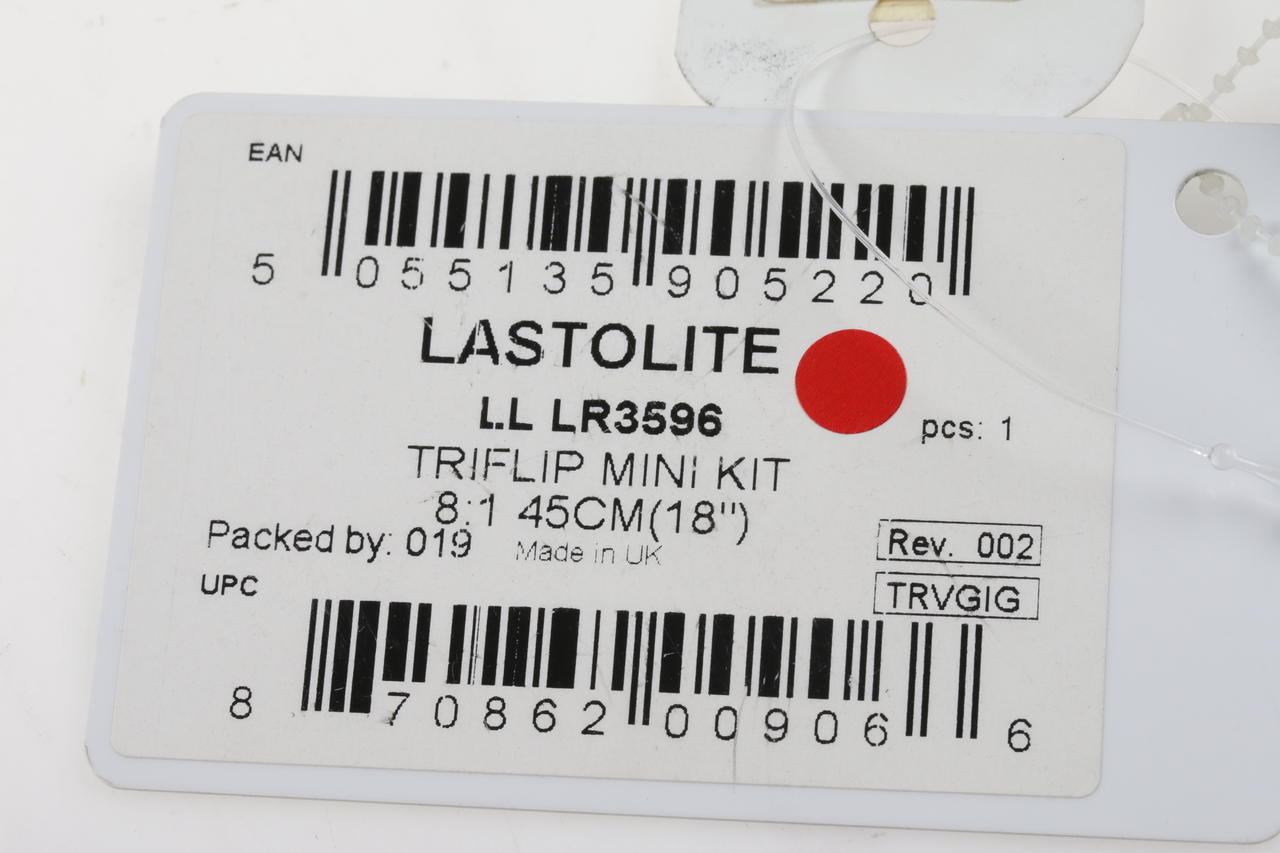 EAN
5 055135 905220
LASTOLITE
LL LR3596
pcs: 1
TRIFLIP MINI KIT
8:1 45CM(18")
Packed by: 019
Made in UK
Rev. 002
UPC
TRVGIG
8 70862 00906 6